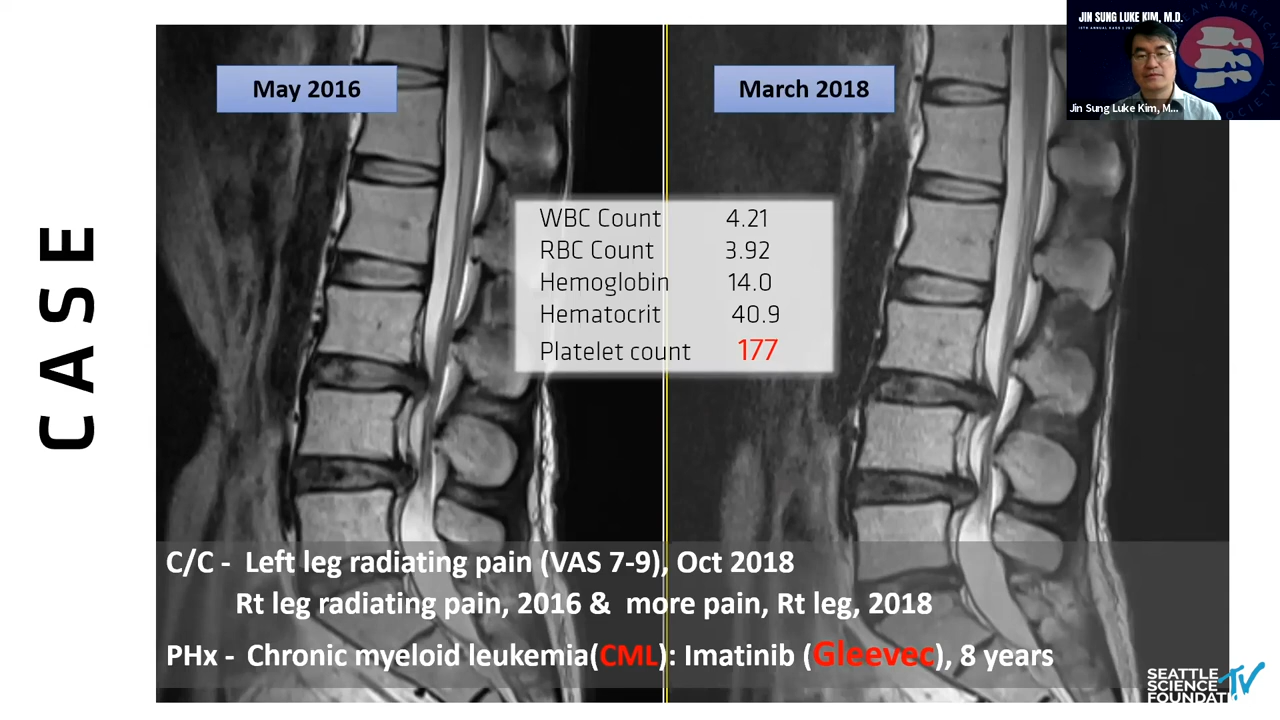 CASE
May 2016
March 2018
WBC Count 4.21
RBC Count 3.92
Hemoglobin 14.0
Hematocrit 40.9
Platelet count 177
C/C - Left leg radiating pain (VAS 7-9), Oct 2018
Rt leg radiating pain, 2016 & more pain, Rt leg, 2018
PHx - Chronic myeloid leukemia(CML): Imatinib (Gleevec), 8 years
JIN SUNG LUKE KIM, M.D.
Jin Sung Luke Kim, M...
SEATTLE
SCIENCE
FOUNDATI
TV